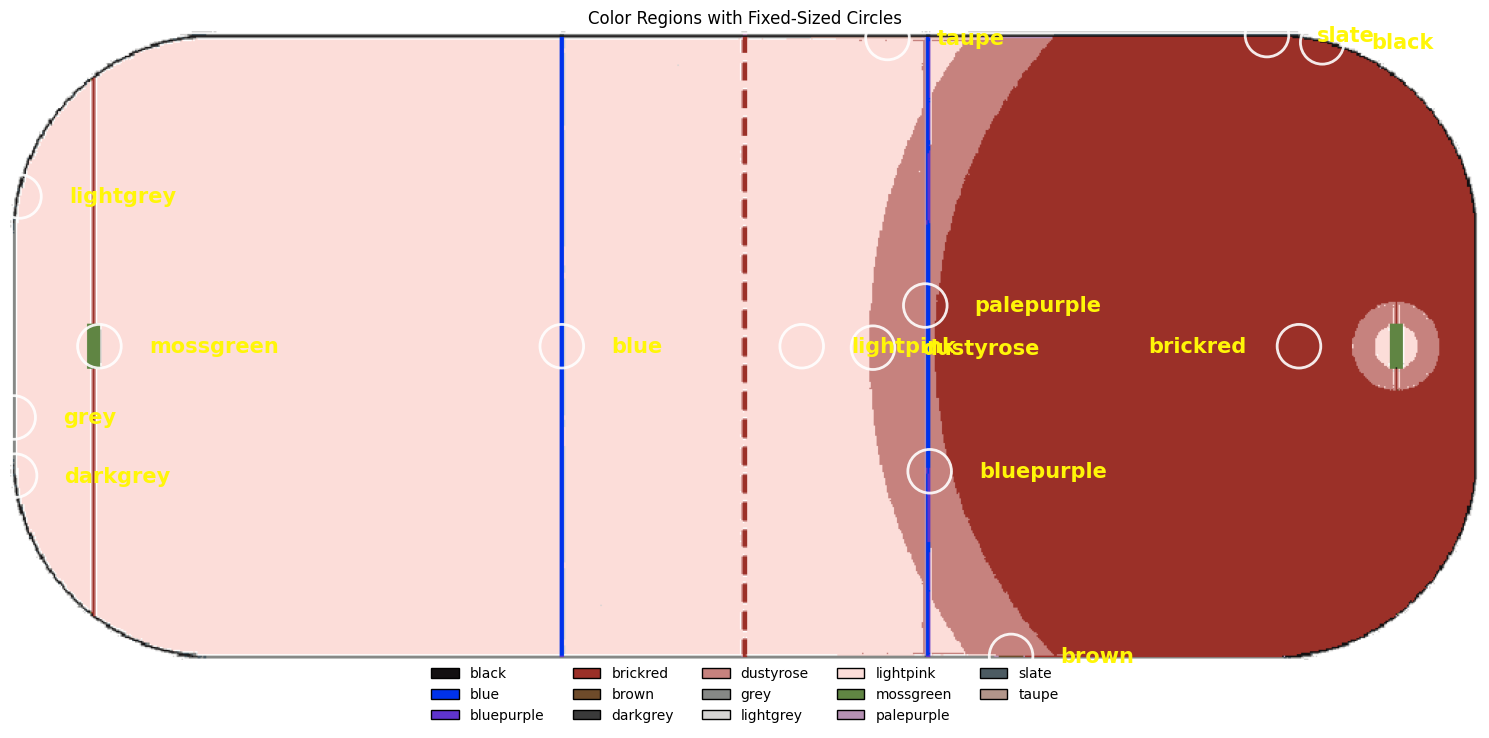 Color Regions with Fixed-Sized Circles
taupe
slate
black
lightgrey
palepurple
mossgreen
blue
lightpink
dustyrose
brickred
grey
bluepurple
darkgrey
brown
black brickred dustyrose lightpink slate
blue brown grey mossgreen taupe
bluepurple darkgrey lightgrey palepurple